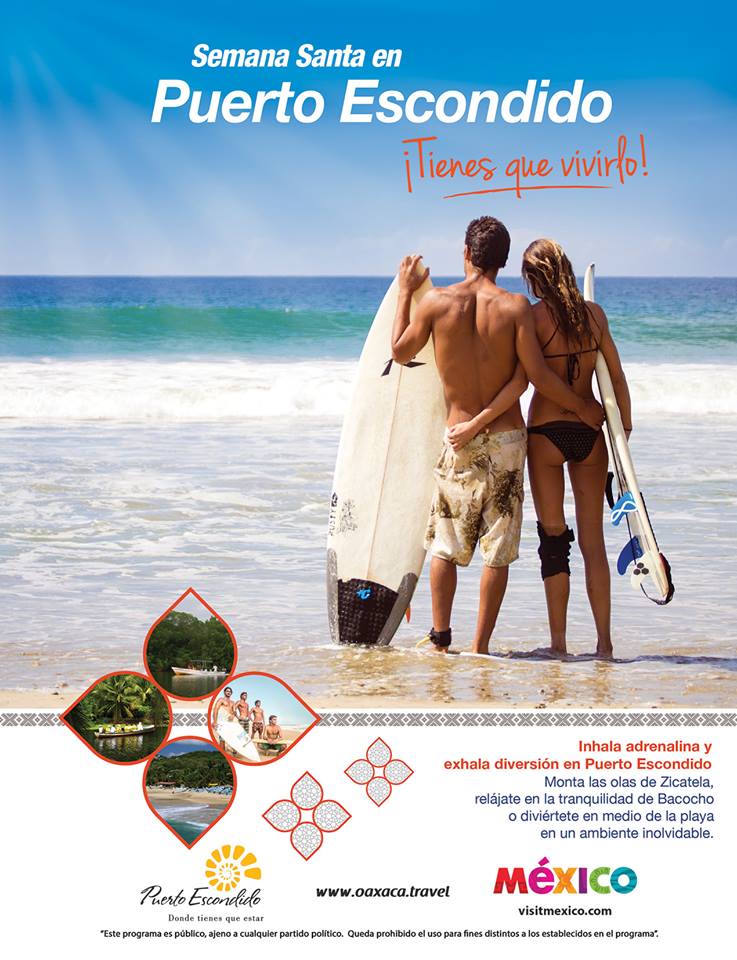 Semana Santa en
Puerto Escondido
¡Tienes que vivirlo!
Inhala adrenalina y
exhala diversión en Puerto Escondido
Monta las olas de Zicatela,
relájate en la tranquilidad de Bacocho
o diviértete en medio de la playa
en un ambiente inolvidable.
Puerto Escondido
Donde tienes que estar
www.oaxaca.travel
MéXICO
visitmexico.com
“Este programa es público, ajeno a cualquier partido político. Queda prohibido el uso para fines distintos a los establecidos en el programa”.